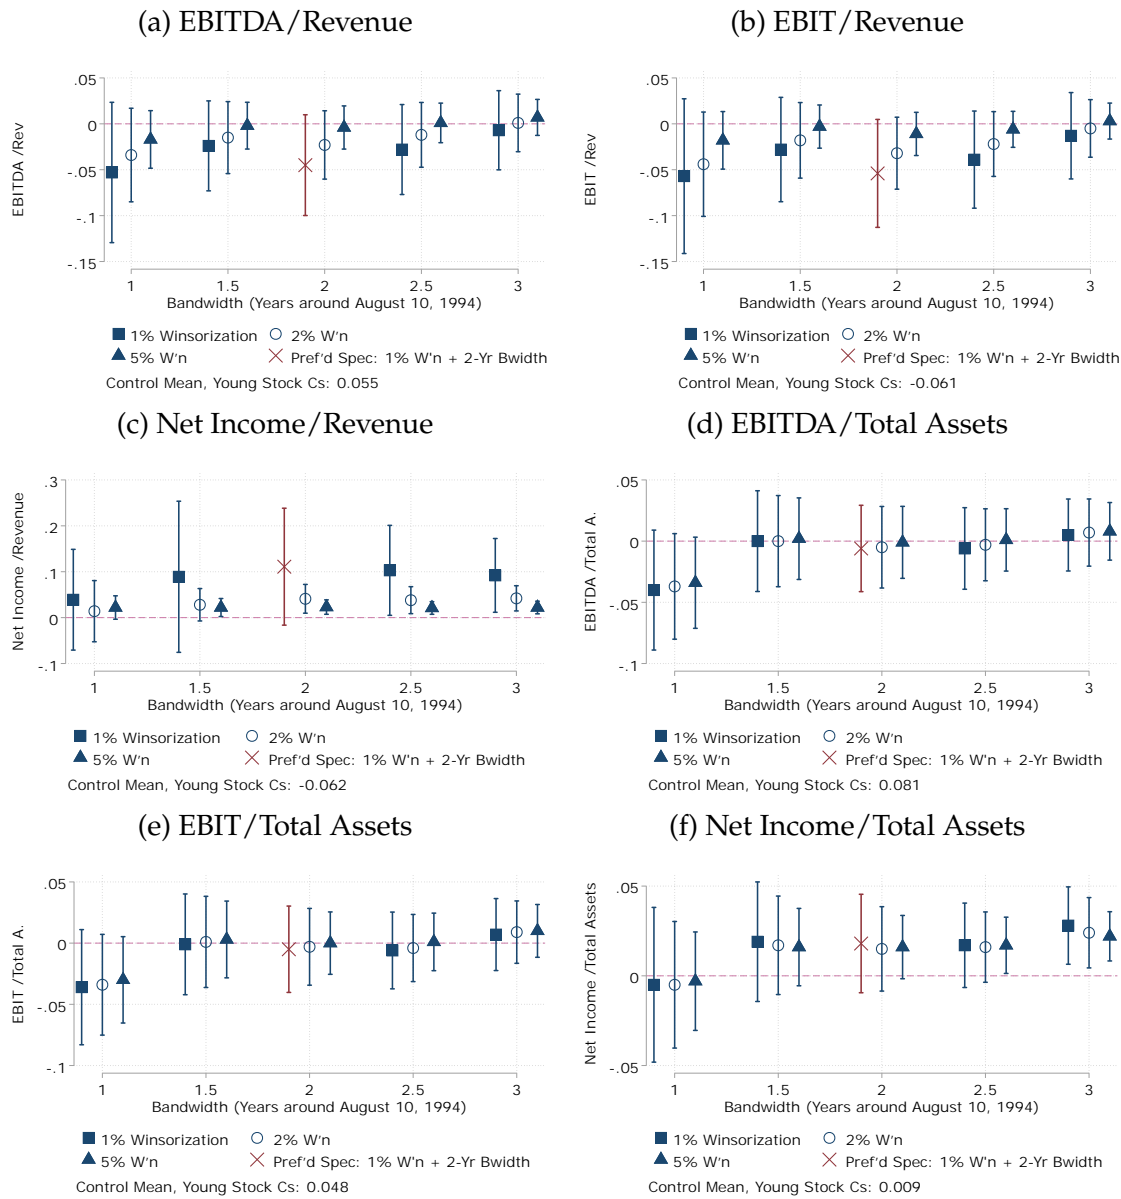 (a) EBITDA/Revenue
EBITDA /Rev
.05
0
-.05
-.1
-.15
1 1.5 2 2.5 3
Bandwidth (Years around August 10, 1994)
1% Winsorization 2% W'n
5% W'n Pref'd Spec: 1% W'n + 2-Yr Bwidth
Control Mean, Young Stock Cs: 0.055
(b) EBIT/Revenue
EBIT /Rev
.05
0
-.05
-.1
-.15
1 1.5 2 2.5 3
Bandwidth (Years around August 10, 1994)
1% Winsorization 2% W'n
5% W'n Pref'd Spec: 1% W'n + 2-Yr Bwidth
Control Mean, Young Stock Cs: -0.061
(c) Net Income/Revenue
Net Income /Revenue
.3
.2
.1
0
-.1
1 1.5 2 2.5 3
Bandwidth (Years around August 10, 1994)
1% Winsorization 2% W'n
5% W'n Pref'd Spec: 1% W'n + 2-Yr Bwidth
Control Mean, Young Stock Cs: -0.062
(d) EBITDA/Total Assets
EBITDA /Total A.
.05
0
-.05
-.1
1 1.5 2 2.5 3
Bandwidth (Years around August 10, 1994)
1% Winsorization 2% W'n
5% W'n Pref'd Spec: 1% W'n + 2-Yr Bwidth
Control Mean, Young Stock Cs: 0.081
(e) EBIT/Total Assets
EBIT /Total A.
.05
0
-.05
-.1
1 1.5 2 2.5 3
Bandwidth (Years around August 10, 1994)
1% Winsorization 2% W'n
5% W'n Pref'd Spec: 1% W'n + 2-Yr Bwidth
Control Mean, Young Stock Cs: 0.048
(f) Net Income/Total Assets
Net Income /Total Assets
.05
0
-.05
1 1.5 2 2.5 3
Bandwidth (Years around August 10, 1994)
1% Winsorization 2% W'n
5% W'n Pref'd Spec: 1% W'n + 2-Yr Bwidth
Control Mean, Young Stock Cs: 0.009